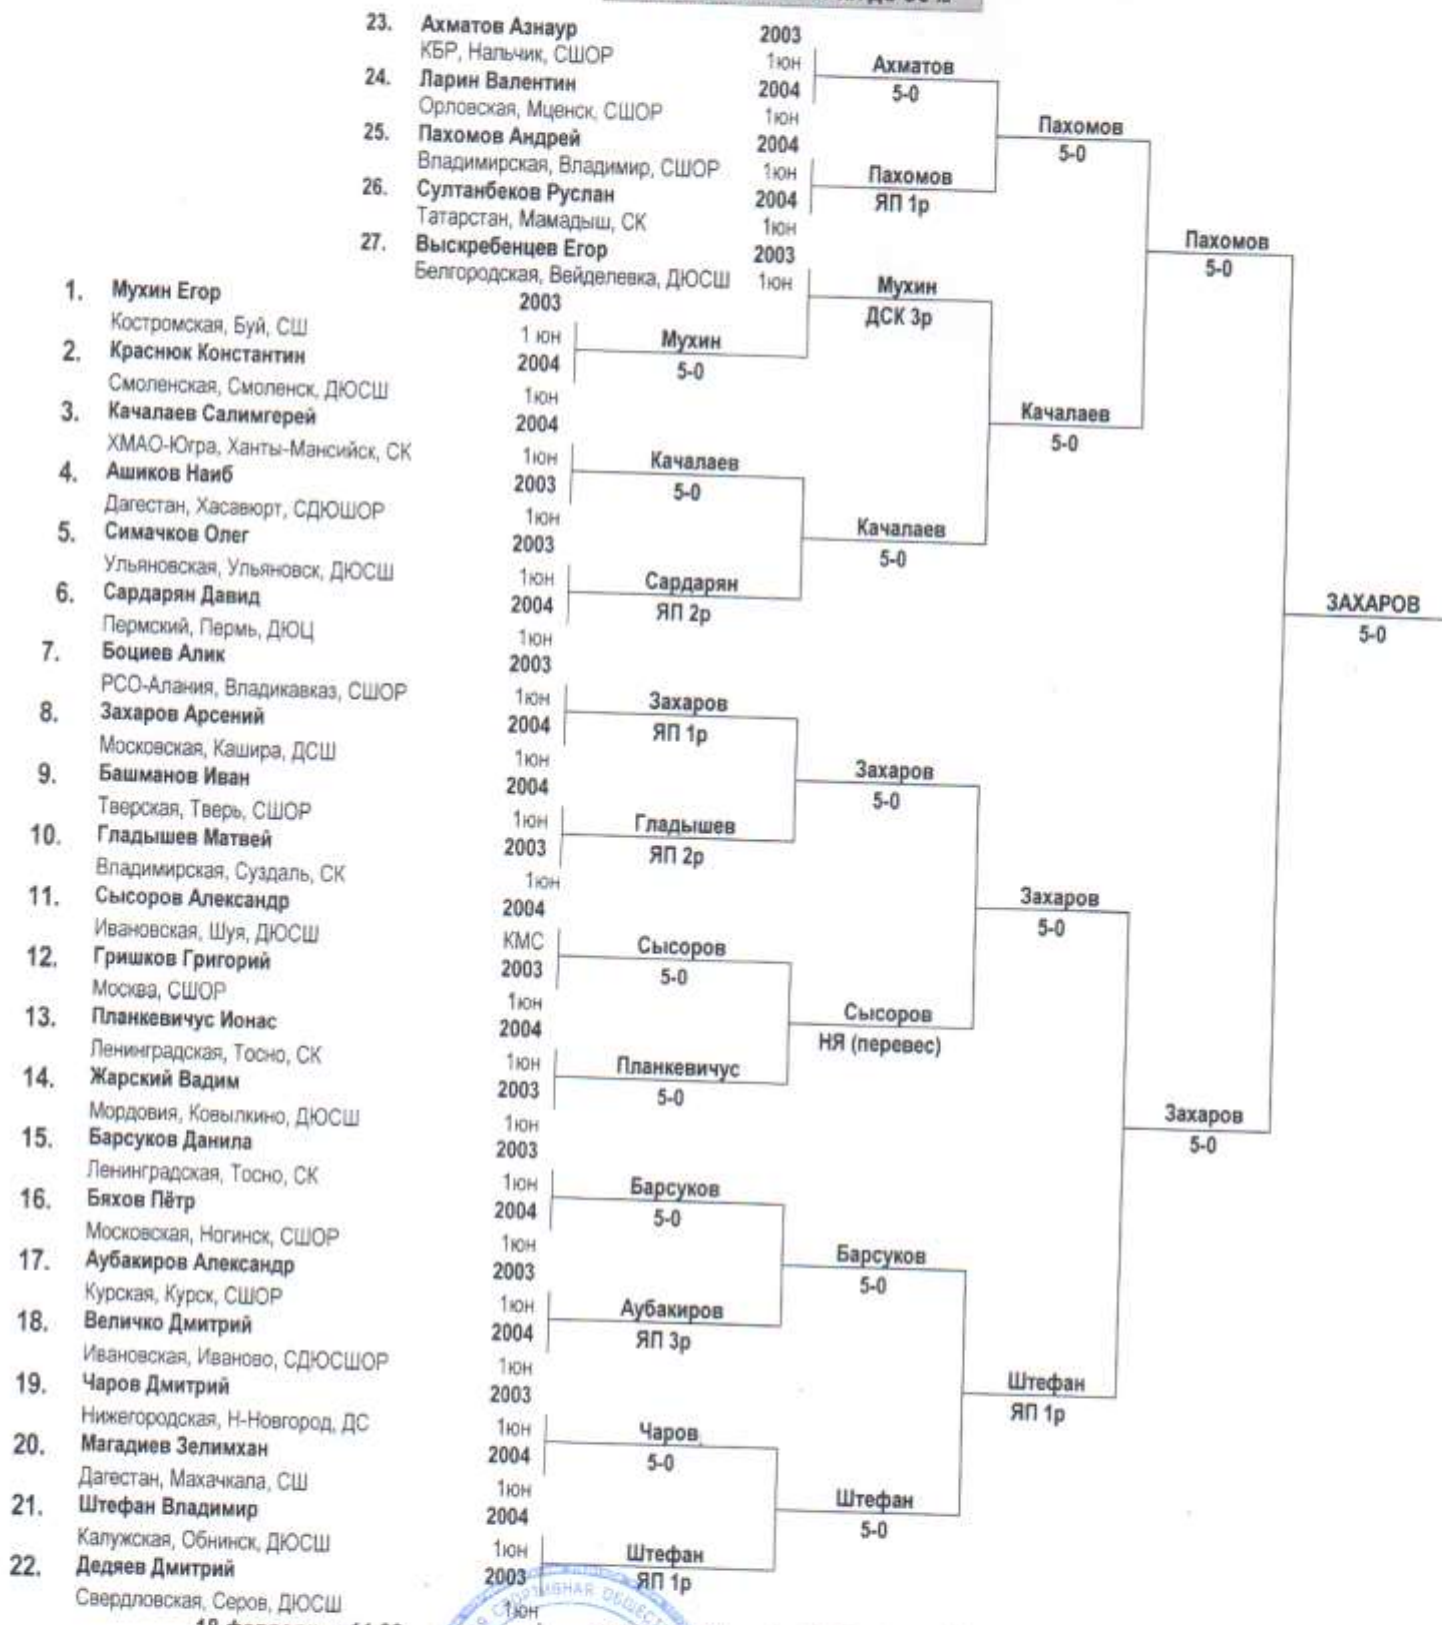 23. Ахматов Азнаур 2003
КБР, Нальчик, СШОР 1юн
24. Ларин Валентин 2004
Орловская, Мценск, СШОР 1юн
25. Пахомов Андрей 2004
Владимирская, Владимир, СШОР 1юн
26. Султанбеков Руслан 2004
Татарстан, Мамадыш, СК 1юн
27. Выскребенцев Егор 2003
Белгородская, Вейделевка, ДЮСШ 1юн
1. Мухин Егор 2003
Костромская, Буй, СШ 1 юн
2. Краснюк Константин 2004
Смоленская, Смоленск, ДЮСШ 1юн
3. Качалаев Салимгерей 2004
ХМАО-Югра, Ханты-Мансийск, СК 1юн
4. Ашиков Наиб 2003
Дагестан, Хасавюрт, СДЮШОР 1юн
5. Симачков Олег 2003
Ульяновская, Ульяновск, ДЮСШ 1юн
6. Сардарян Давид 2004
Пермский, Пермь, ДЮЦ 1юн
7. Боциев Алик 2003
РСО-Алания, Владикавказ, СШОР 1юн
8. Захаров Арсений 2004
Московская, Кашира, ДСШ 1юн
9. Башманов Иван 2004
Тверская, Тверь, СШОР 1юн
10. Гладышев Матвей 2003
Владимирская, Суздаль, СК 1юн
11. Сысоров Александр 2004
Ивановская, Шуя, ДЮСШ КМС
12. Гришков Григорий 2003
Москва, СШОР 1юн
13. Планкевичус Ионас 2004
Ленинградская, Тосно, СК 1юн
14. Жарский Вадим 2003
Мордовия, Ковылкино, ДЮСШ 1юн
15. Барсуков Данила 2003
Ленинградская, Тосно, СК 1юн
16. Бяхов Пётр 2004
Московская, Ногинск, СШОР 1юн
17. Аубакиров Александр 2003
Курская, Курск, СШОР 1юн
18. Величко Дмитрий 2004
Ивановская, Иваново, СДЮСШОР 1юн
19. Чаров Дмитрий 2003
Нижегородская, Н-Новгород, ДС 1юн
20. Магадиев Зелимхан 2004
Дагестан, Махачкала, СШ 1юн
21. Штефан Владимир 2004
Калужская, Обнинск, ДЮСШ 1юн
22. Дедяев Дмитрий 2003
Свердловская, Серов, ДЮСШ 1юн
Мухин
5-0
Качалаев
5-0
Сардарян
ЯП 2р
Захаров
ЯП 1р
Гладышев
ЯП 2р
Сысоров
5-0
Планкевичус
5-0
Барсуков
5-0
Аубакиров
ЯП 3р
Чаров
5-0
Штефан
ЯП 1р
Ахматов
5-0
Пахомов
ЯП 1р
Мухин
ДСК 3р
Качалаев
5-0
Захаров
5-0
Сысоров
НЯ (перевес)
Барсуков
5-0
Штефан
5-0
Пахомов
5-0
Качалаев
5-0
Захаров
5-0
Штефан
ЯП 1р
Пахомов
5-0
Захаров
5-0
ЗАХАРОВ
5-0